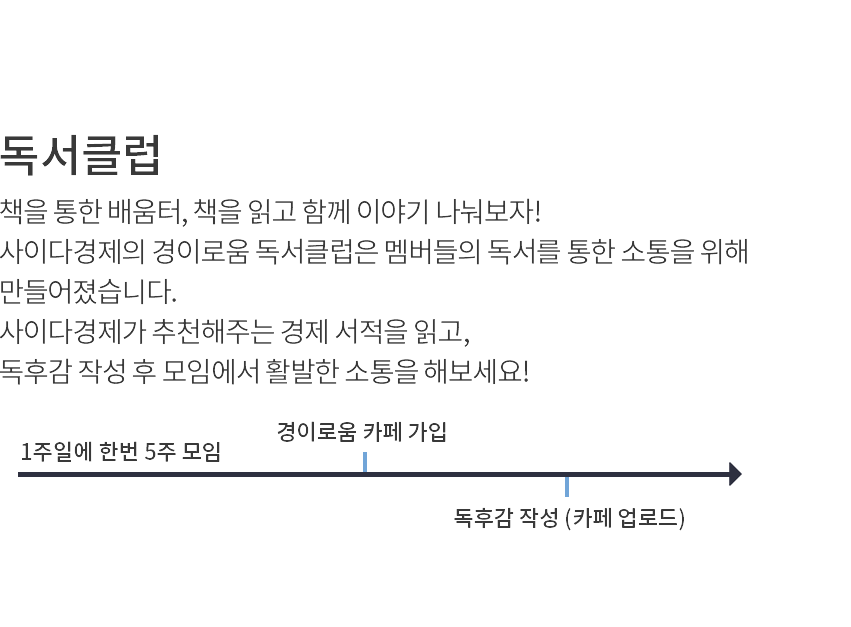 독서클럽
책을 통한 배움터, 책을 읽고 함께 이야기 나눠보자!
사이다경제의 경이로움 독서클럽은 멤버들의 독서를 통한 소통을 위해
만들어졌습니다.
사이다경제가 추천해주는 경제 서적을 읽고,
독후감 작성 후 모임에서 활발한 소통을 해보세요!
경이로움 카페 가입
1주일에 한번 5주 모임
독후감 작성 (카페 업로드)